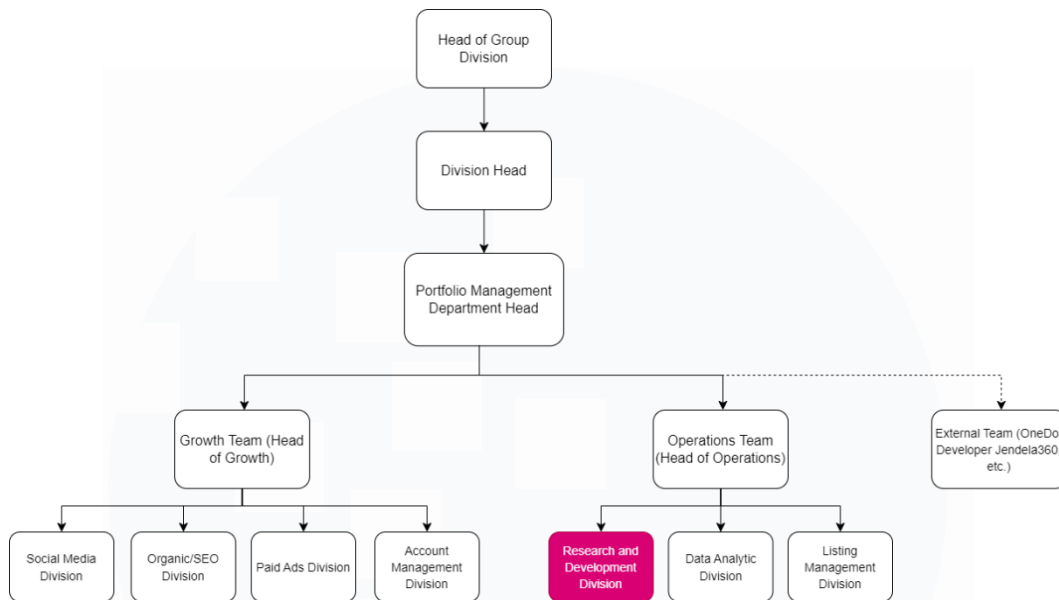 Head of Group
Division
Division Head
Portfolio Management
Department Head
Growth Team (Head
of Growth)
Operations Team
(Head of Operations)
External Team (OneDo
Developer Jendela360
etc.)
Social Media
Division
Organic/SEO
Division
Paid Ads Division
Account
Management
Division
Research and
Development
Division
Data Analytic
Division
Listing
Management
Division